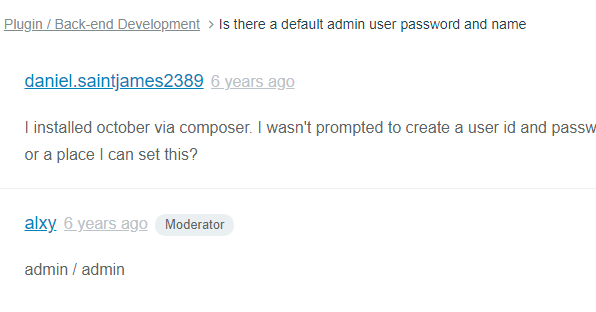 Plugin / Back-end Development > Is there a default admin user password and name
daniel.saintjames2389 6 years ago
I installed october via composer. I wasn't prompted to create a user id and passw
or a place I can set this?
alxy 6 years ago Moderator
admin / admin